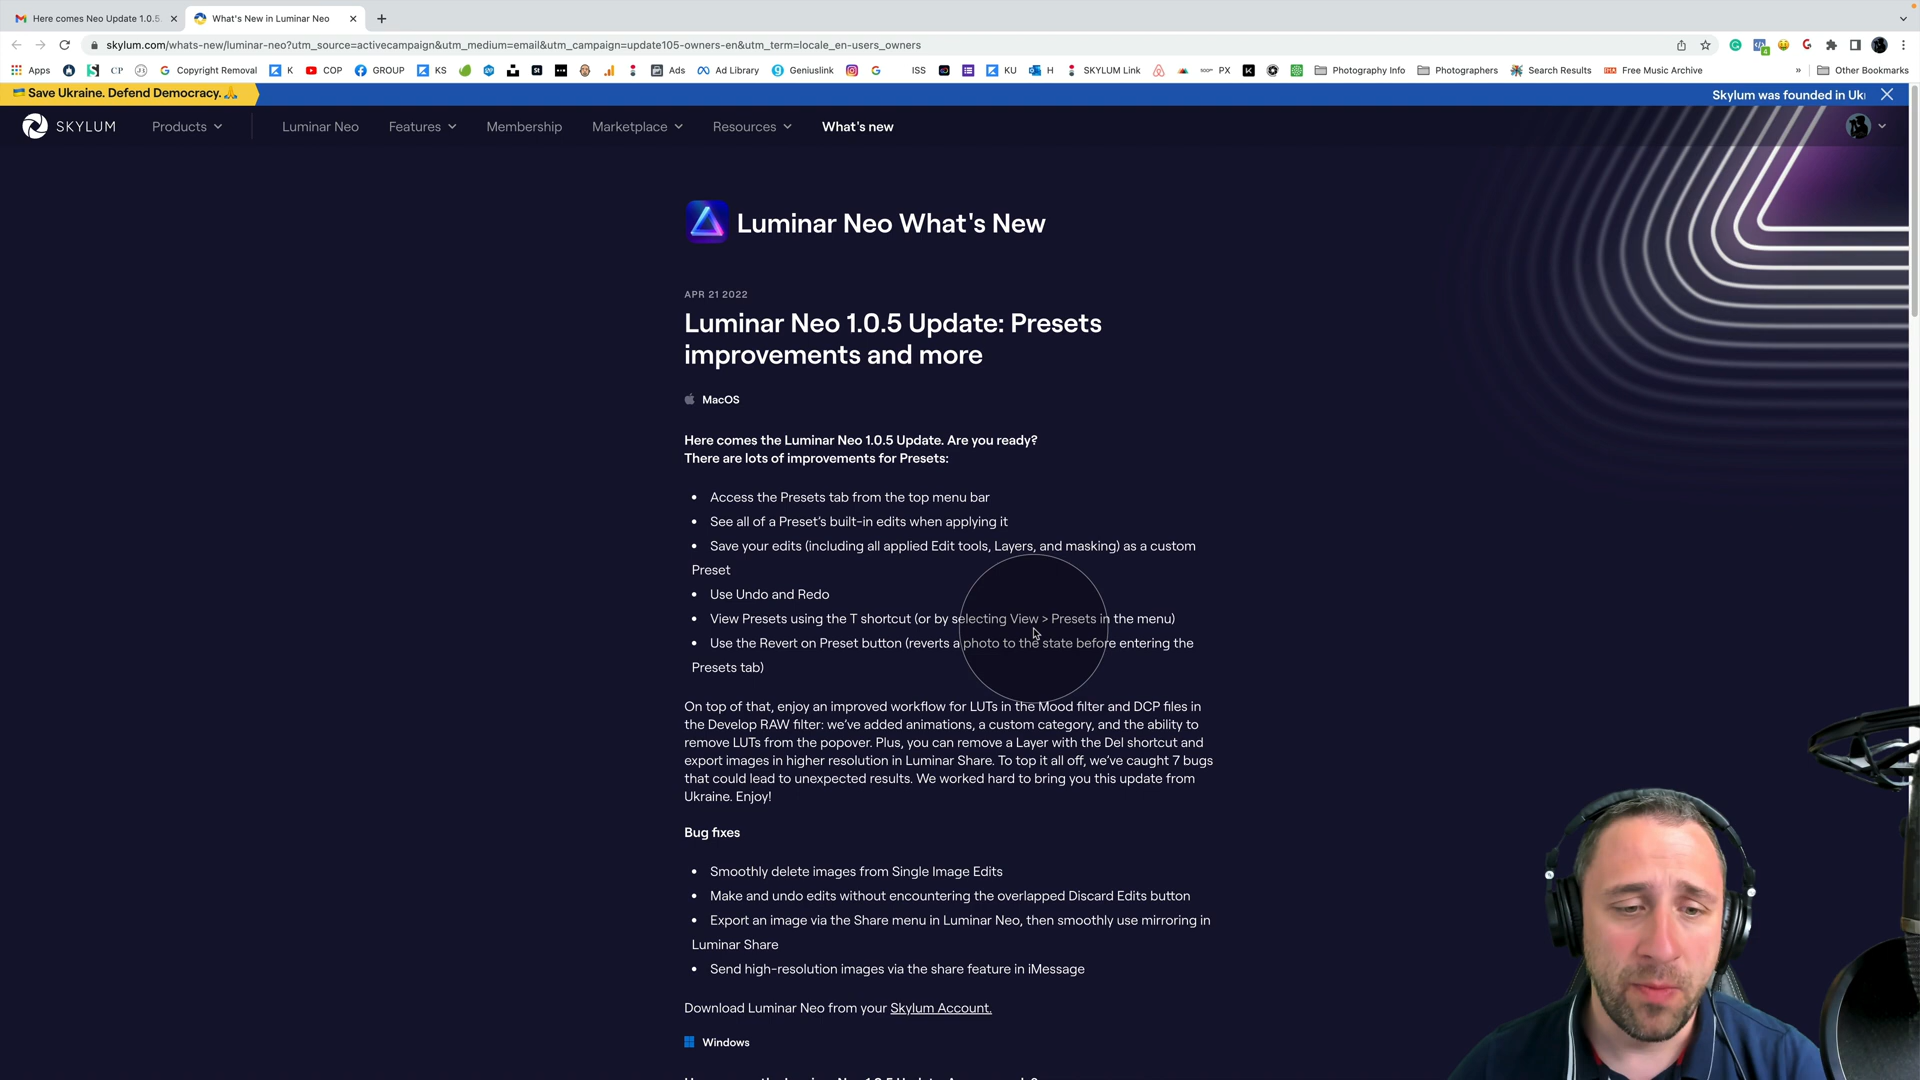 Here comes Neo Update 1.0.5
What's New in Luminar Neo
skylum.com/whats-new/luminar-neo?utm_source=activecampaign&utm_medium=email&utm_campaign=update105-owners-en&utm_term=locale_en-users_owners
Apps CP Copyright Removal K COP GROUP KS Ads Ad Library Geniuslink ISS KU H SKYLUM Link PX Photography Info Photographers Search Results Free Music Archive » Other Bookmarks
Save Ukraine. Defend Democracy.🙏
Skylum was founded in Uk
SKYLUM Products Luminar Neo Features Membership Marketplace Resources What's new
Luminar Neo What's New
APR 21 2022
Luminar Neo 1.0.5 Update: Presets
improvements and more
MacOS
Here comes the Luminar Neo 1.0.5 Update. Are you ready?
There are lots of improvements for Presets:
• Access the Presets tab from the top menu bar
• See all of a Preset's built-in edits when applying it
• Save your edits (including all applied Edit tools, Layers, and masking) as a custom
Preset
• Use Undo and Redo
• View Presets using the T shortcut (or by selecting View > Presets in the menu)
• Use the Revert on Preset button (reverts a photo to the state before entering the
Presets tab)
On top of that, enjoy an improved workflow for LUTs in the Mood filter and DCP files in
the Develop RAW filter: we've added animations, a custom category, and the ability to
remove LUTs from the popover. Plus, you can remove a Layer with the Del shortcut and
export images in higher resolution in Luminar Share. To top it all off, we've caught 7 bugs
that could lead to unexpected results. We worked hard to bring you this update from
Ukraine. Enjoy!
Bug fixes
• Smoothly delete images from Single Image Edits
• Make and undo edits without encountering the overlapped Discard Edits button
• Export an image via the Share menu in Luminar Neo, then smoothly use mirroring in
Luminar Share
• Send high-resolution images via the share feature in iMessage
Download Luminar Neo from your Skylum Account.
Windows